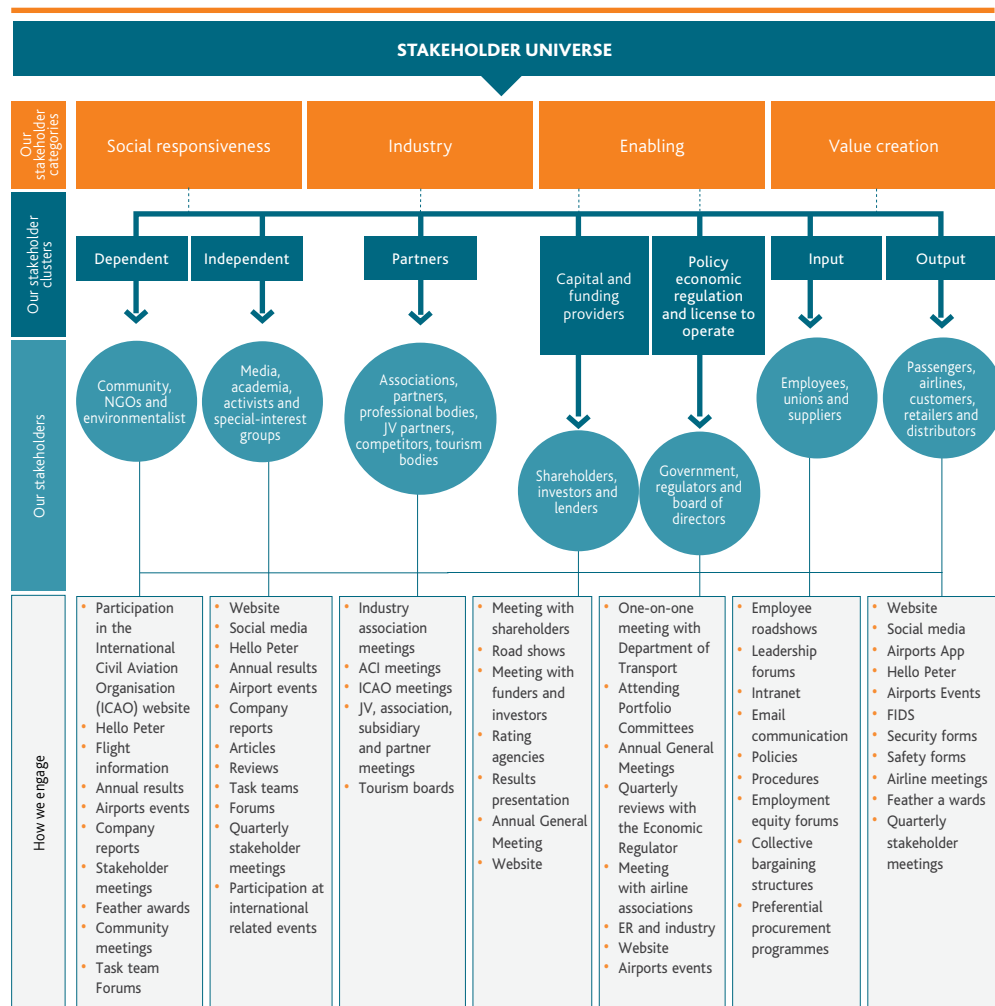 STAKEHOLDER UNIVERSE
Our
stakeholder
categories
Social responsiveness
Industry
Enabling
Value creation
Our stakeholder
clusters
Dependent
Independent
Partners
Capital and
funding
providers
Policy
economic
regulation
and license to
operate
Input
Output
Our stakeholders
Community,
NGOs and
environmentalist
Media,
academia,
activists and
special-interest
groups
Associations,
partners,
professional bodies,
JV partners,
competitors, tourism
bodies
Shareholders,
investors and
lenders
Government,
regulators and
board of
directors
Employees,
unions and
suppliers
Passengers,
airlines,
customers,
retailers and
distributors
How we engage
• Participation
in the
International
Civil Aviation
Organisation
(ICAO) website
• Hello Peter
• Flight
information
• Annual results
• Airports events
• Company
reports
• Stakeholder
meetings
• Feather awards
• Community
meetings
• Task team
Forums
• Website
• Social media
• Hello Peter
• Annual results
• Airport events
• Company
reports
• Articles
• Reviews
• Task teams
• Forums
• Quarterly
stakeholder
meetings
• Participation at
international
related events
• Industry
association
meetings
• ACI meetings
• ICAO meetings
• JV, association,
subsidiary
and partner
meetings
• Tourism boards
• Meeting with
shareholders
• Road shows
• Meeting with
funders and
investors
• Rating
agencies
• Results
presentation
• Annual General
Meeting
• Website
• One-on-one
meeting with
Department of
Transport
• Attending
Portfolio
Committees
• Annual General
Meetings
• Quarterly
reviews with
the Economic
Regulator
• Meeting
with airline
associations
• ER and industry
• Website
• Airports events
• Employee
roadshows
• Leadership
forums
• Intranet
• Email
communication
• Policies
• Procedures
• Employment
equity forums
• Collective
bargaining
structures
• Preferential
procurement
programmes
• Website
• Social media
• Airports App
• Hello Peter
• Airports Events
• FIDS
• Security forms
• Safety forms
• Airline meetings
• Feather a wards
• Quarterly
stakeholder
meetings